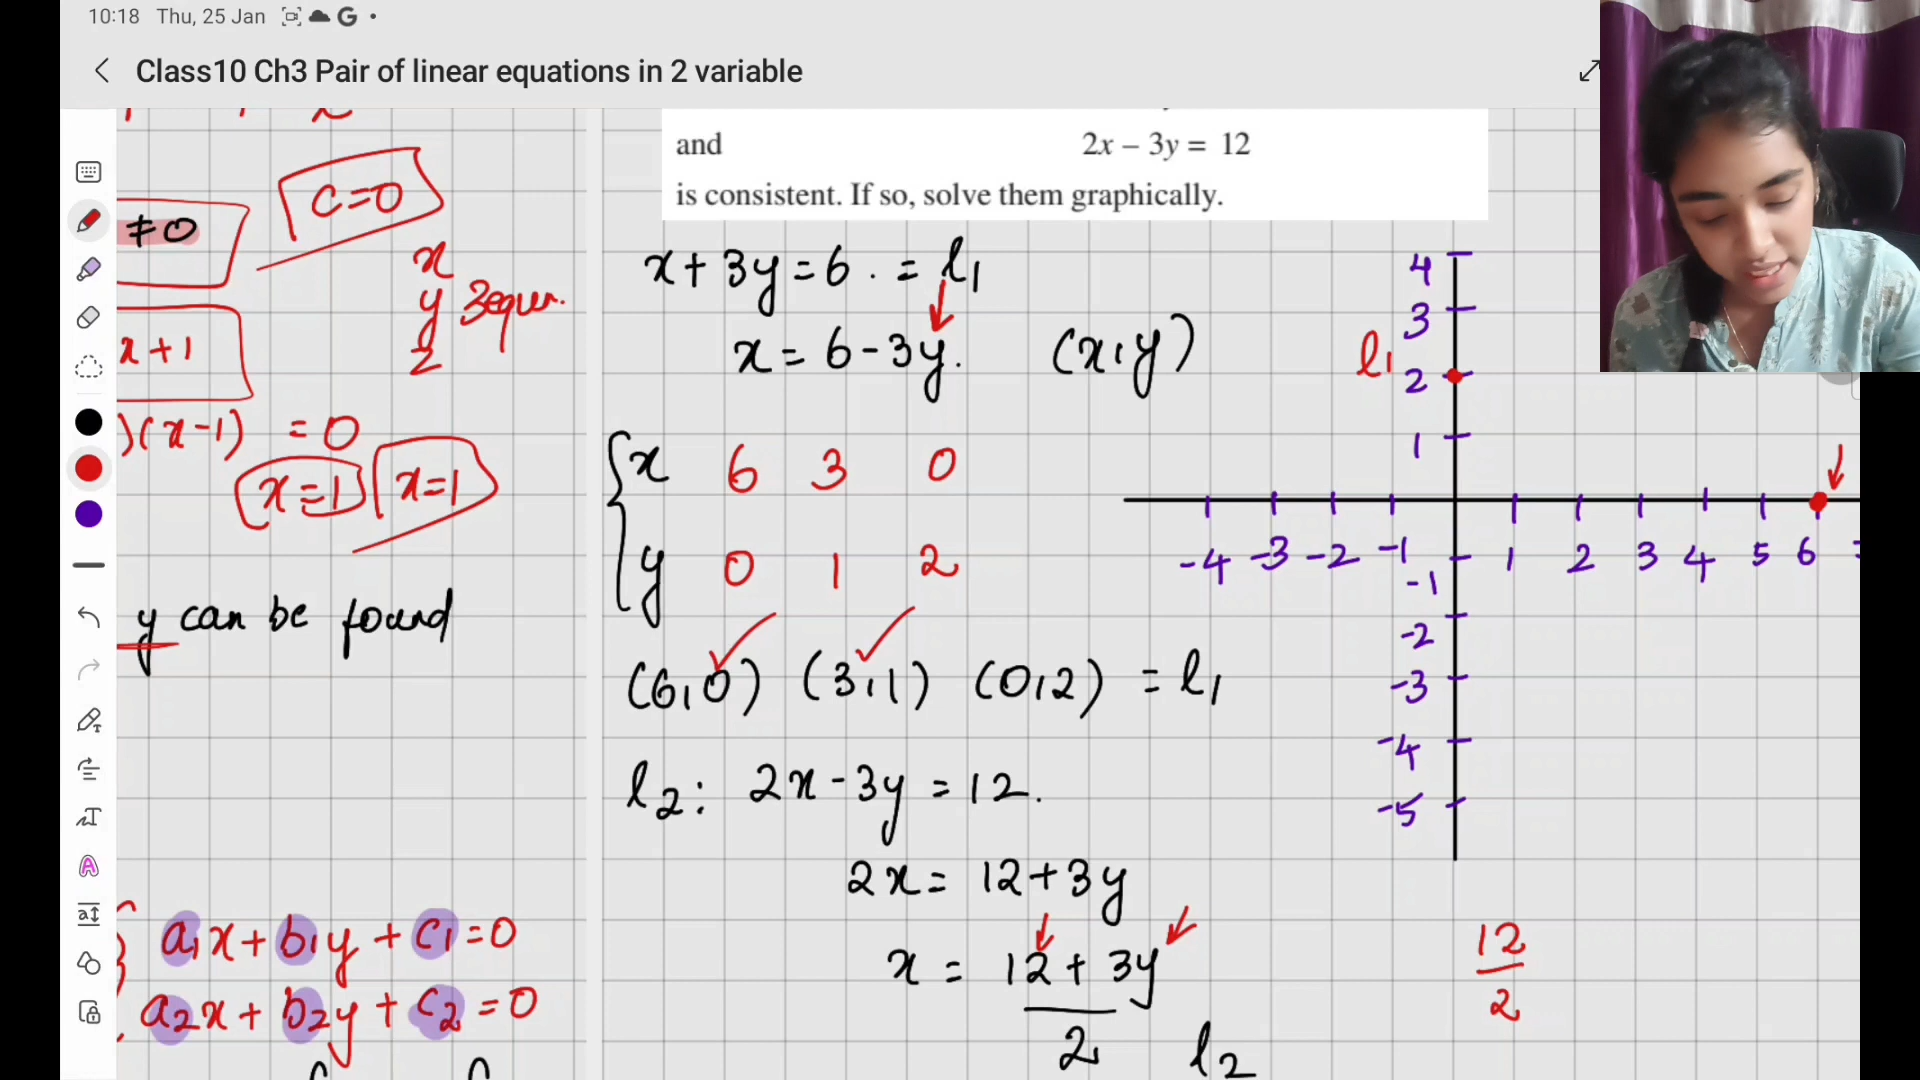 10:18 Thu, 25 Jan G
Class10 Ch3 Pair of linear equations in 2 variable
c=0
≠0
x
y 3equn.
z
x+1
)(x-1) =0
x=1 x=1
y can be found
a₁x+b₁y+c₁=0
a₂x+b₂y+c₂=0
and 2x – 3y = 12
is consistent. If so, solve them graphically.
x+3y=6. = l₁
x=6-3y. (x,y)
x 6 3 0
y 0 1 2
(6,0) (3,1) (0,2) = l₁
l₂: 2x-3y=12.
2x= 12+3y
x = 12+3y
2
l₂
4
3
l₁ 2
1
-4 -3 -2 -1 1 2 3 4 5 6
-1
-2
-3
-4
-5
12
2